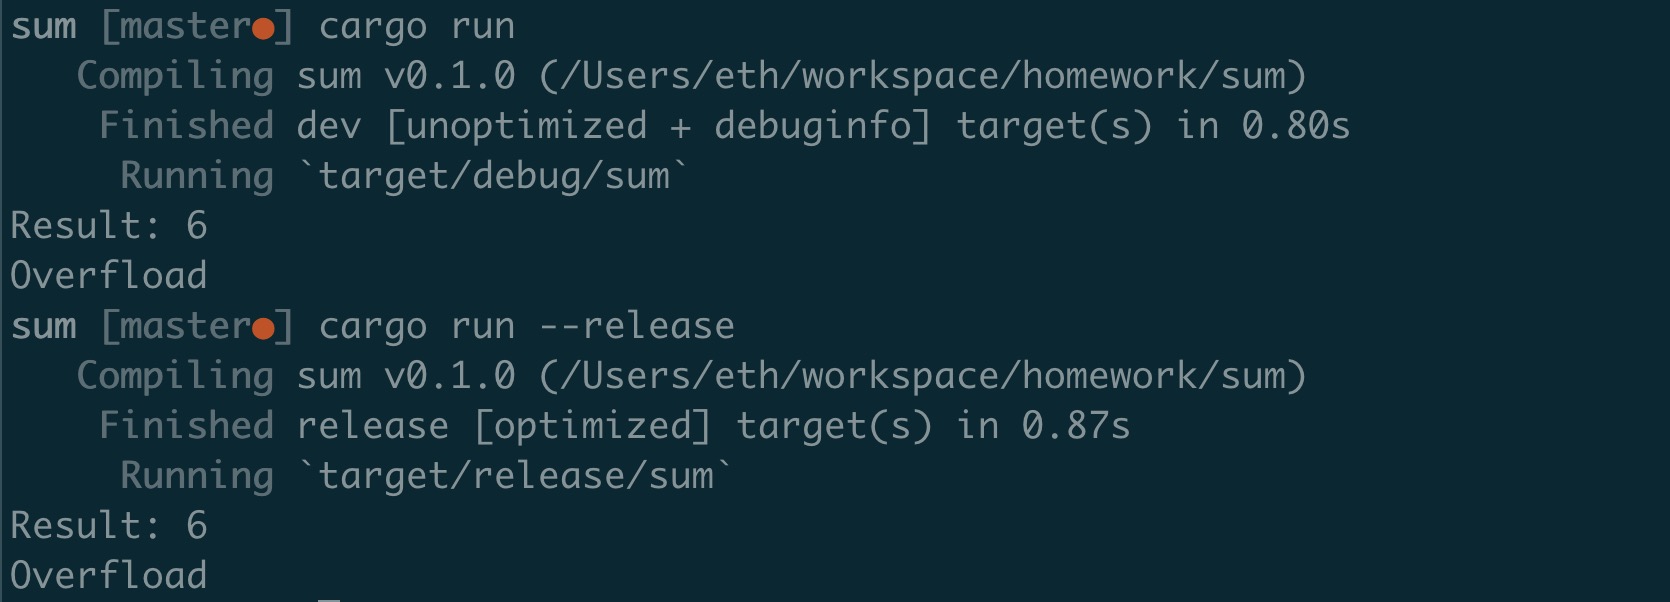 sum [master●] cargo run
   Compiling sum v0.1.0 (/Users/eth/workspace/homework/sum)
    Finished dev [unoptimized + debuginfo] target(s) in 0.80s
     Running `target/debug/sum`
Result: 6
Overfload
sum [master●] cargo run --release
   Compiling sum v0.1.0 (/Users/eth/workspace/homework/sum)
    Finished release [optimized] target(s) in 0.87s
     Running `target/release/sum`
Result: 6
Overfload